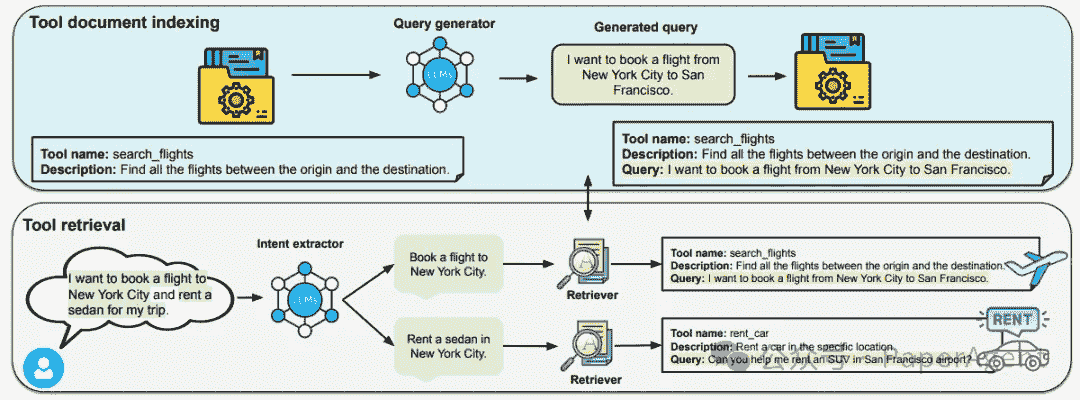 Tool document indexing
Query generator
LLMs
Generated query
I want to book a flight from
New York City to San
Francisco.
Tool name: search_flights
Description: Find all the flights between the origin and the destination.
Tool name: search_flights
Description: Find all the flights between the origin and the destination.
Query: I want to book a flight from New York City to San Francisco.
Tool retrieval
I want to book a flight to
New York City and rent a
sedan for my trip.
Intent extractor
LLMs
Book a flight to
New York City.
Retriever
Tool name: search_flights
Description: Find all the flights between the origin and the destination.
Query: I want to book a flight from New York City to San Francisco.
Rent a sedan in
New York City.
Retriever
RENT
Tool name: rent_car
Description: Rent a car in the specific location.
Query: Can you help me rent an SUV in San Francisco airport?
公众号 · PaperAgent